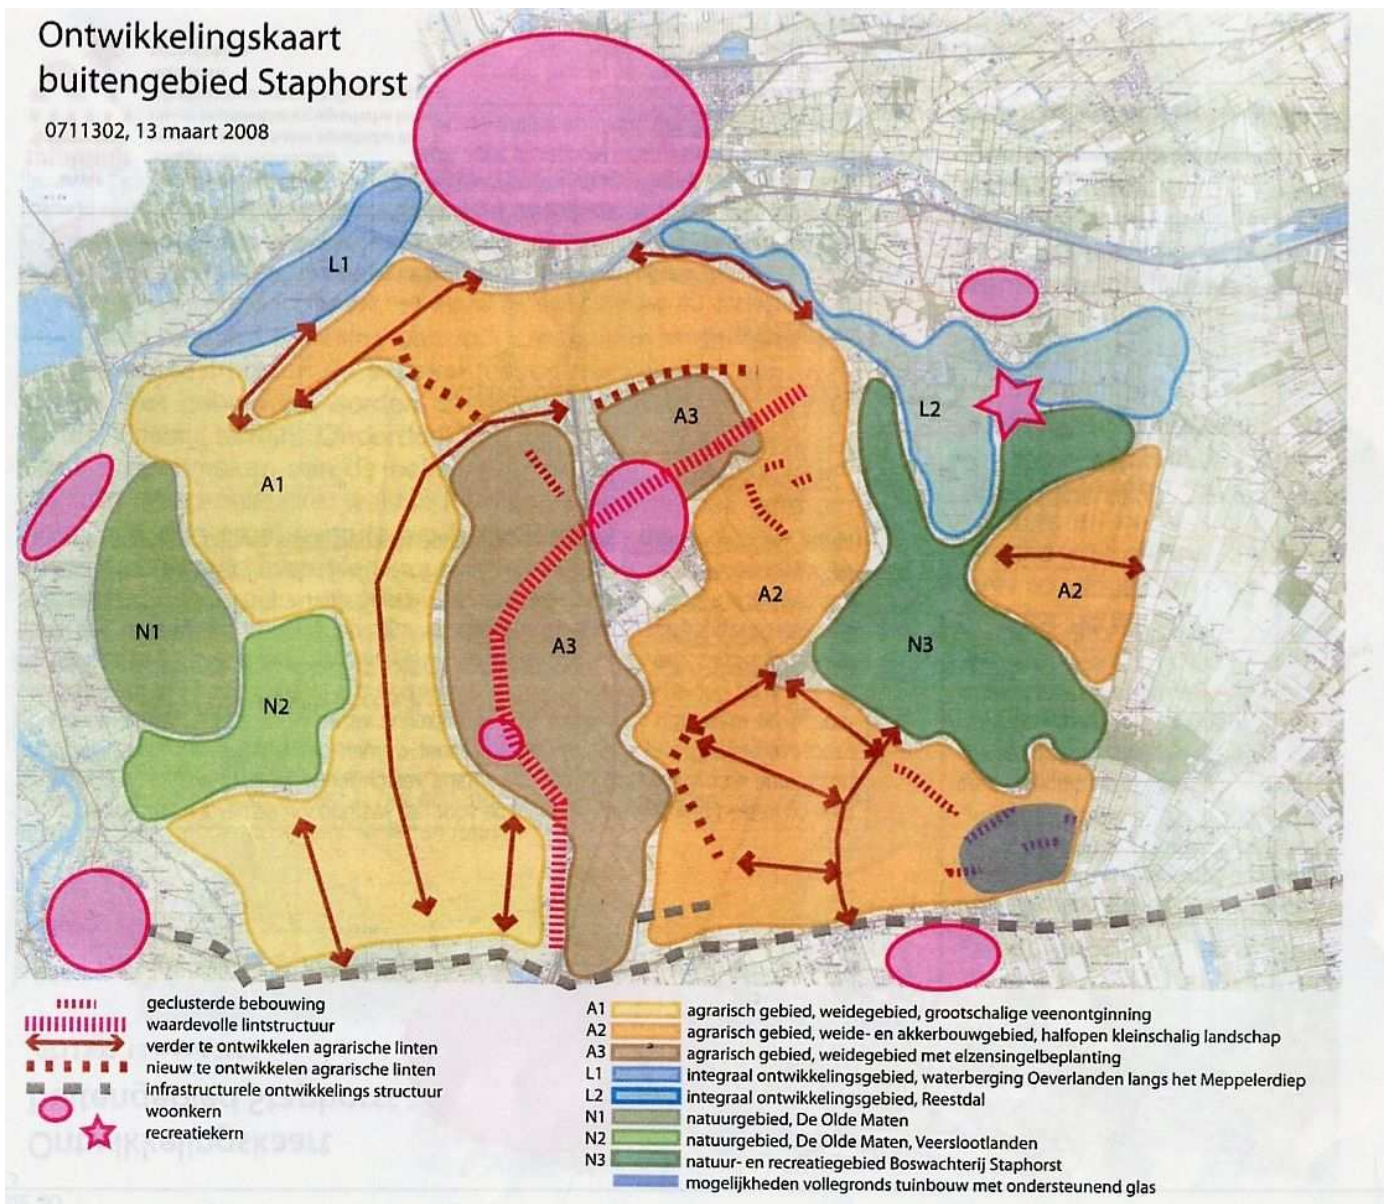 Ontwikkelingskaart
buitengebied Staphorst
0711302, 13 maart 2008
L1
A3
L2
A1
A2
A2
N1
A3
N3
N2
geclusterde bebouwing
waardevolle lintstructuur
verder te ontwikkelen agrarische linten
nieuw te ontwikkelen agrarische linten
infrastructurele ontwikkelings structuur
woonkern
recreatiekern
A1 agrarisch gebied, weidegebied, grootschalige veenontginning
A2 agrarisch gebied, weide- en akkerbouwgebied, halfopen kleinschalig landschap
A3 agrarisch gebied, weidegebied met elzensingelbeplanting
L1 integraal ontwikkelingsgebied, waterberging Oeverlanden langs het Meppelerdiep
L2 integraal ontwikkelingsgebied, Reestdal
N1 natuurgebied, De Olde Maten
N2 natuurgebied, De Olde Maten, Veerslootlanden
N3 natuur- en recreatiegebied Boswachterij Staphorst
mogelijkheden vollegronds tuinbouw met ondersteunend glas